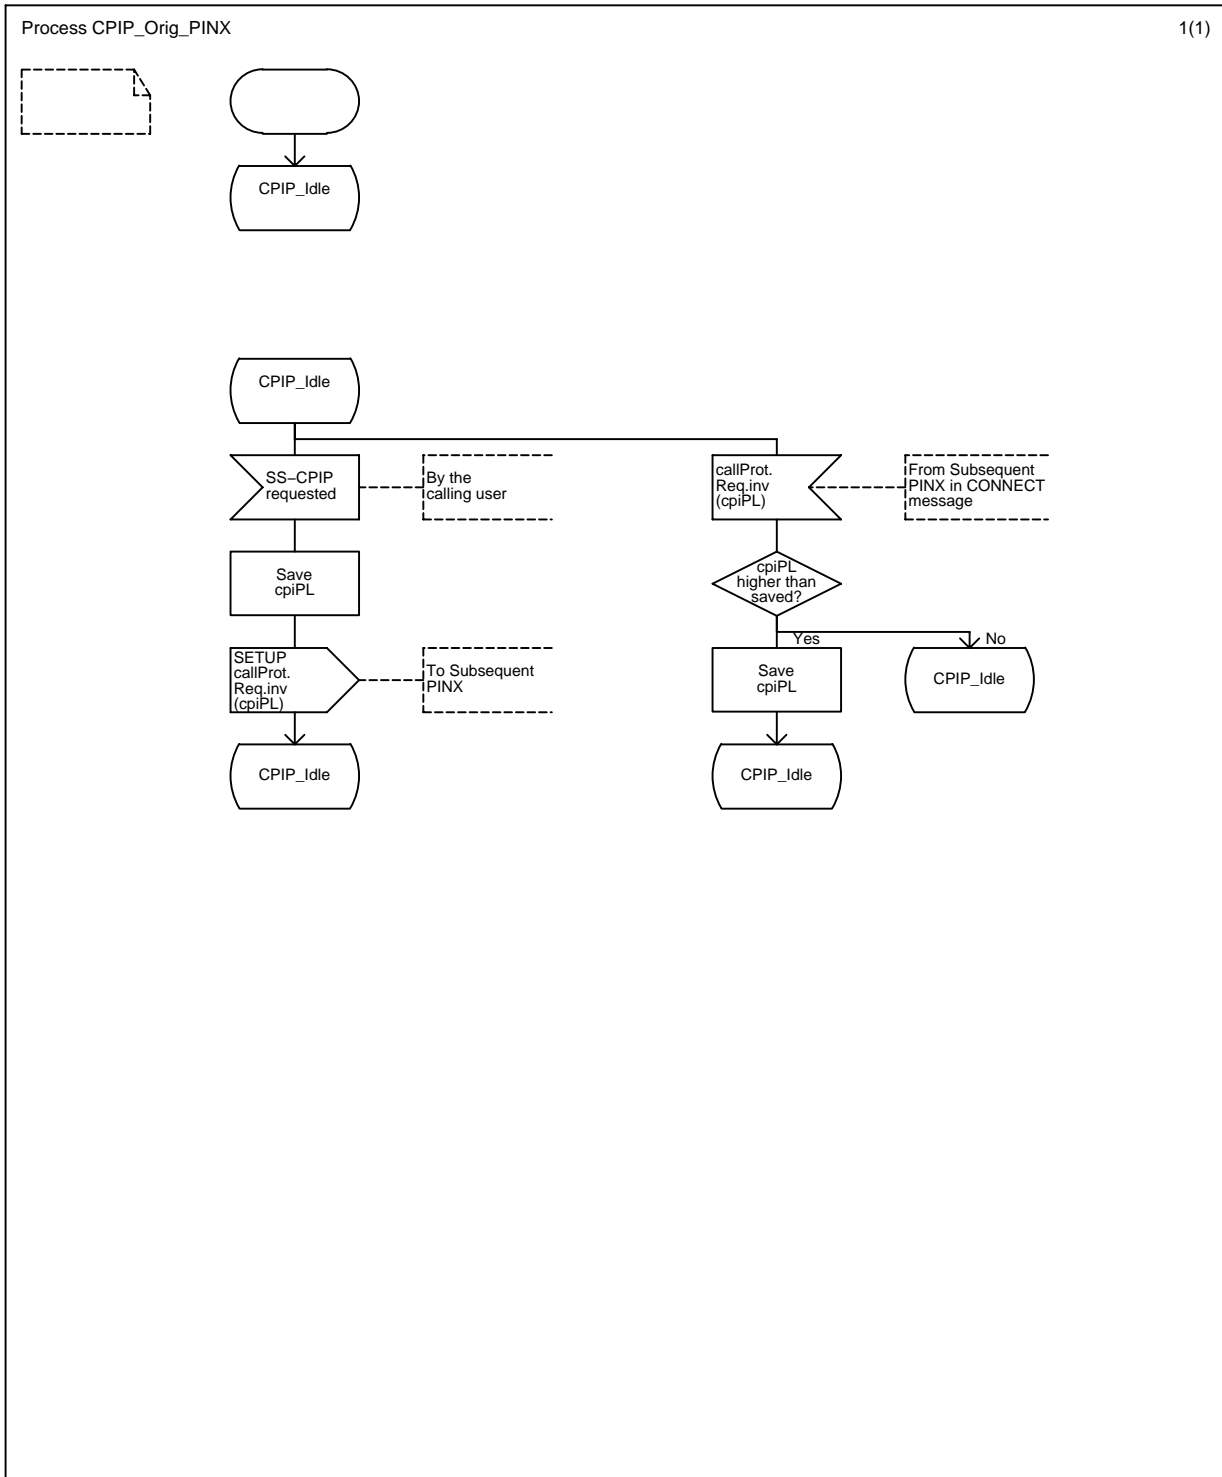 Process CPIP_Orig_PINX
1(1)
CPIP_Idle
CPIP_Idle
SS–CPIP
requested
By the
calling user
callProt.
Req.inv
(cpiPL)
From Subsequent
PINX in CONNECT
message
Save
cpiPL
cpiPL
higher than
saved?
Yes
No
SETUP
callProt.
Req.inv
(cpiPL)
To Subsequent
PINX
Save
cpiPL
CPIP_Idle
CPIP_Idle
CPIP_Idle